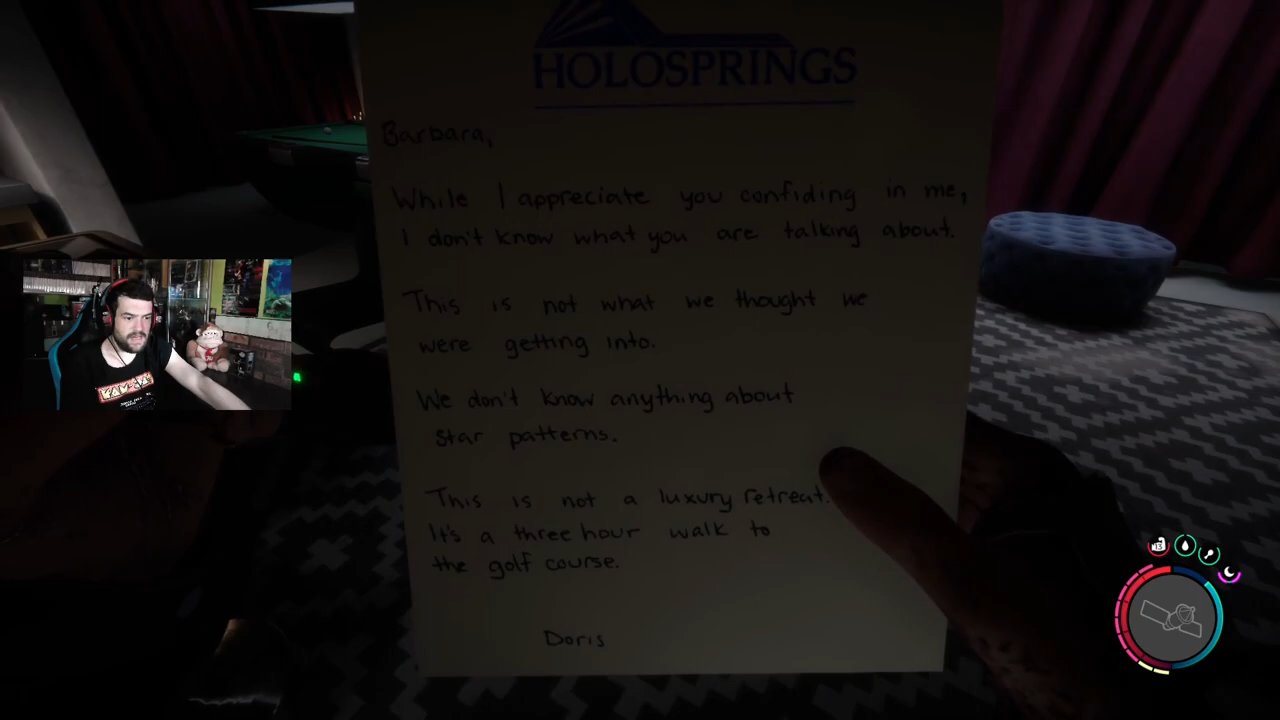 HOLOSPRINGS
Barbara,
While I appreciate you confiding in me,
I don't know what you are talking about.
This is not what we thought we
were getting into.
We don't know anything about
star patterns.
This is not a luxury retreat.
It's a three hour walk to
the golf course.
Doris